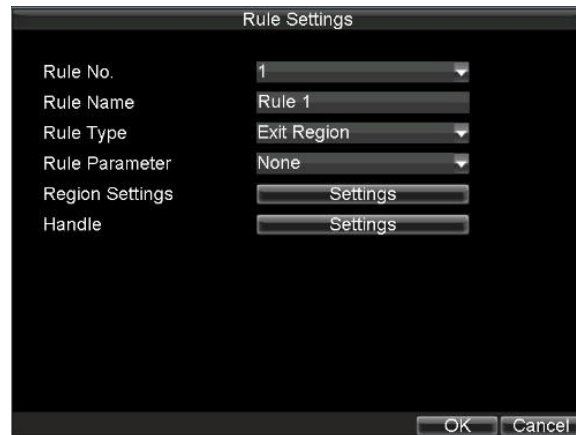 Rule Settings
Rule No. 1
Rule Name Rule 1
Rule Type Exit Region
Rule Parameter None
Region Settings Settings
Handle Settings
OK Cancel